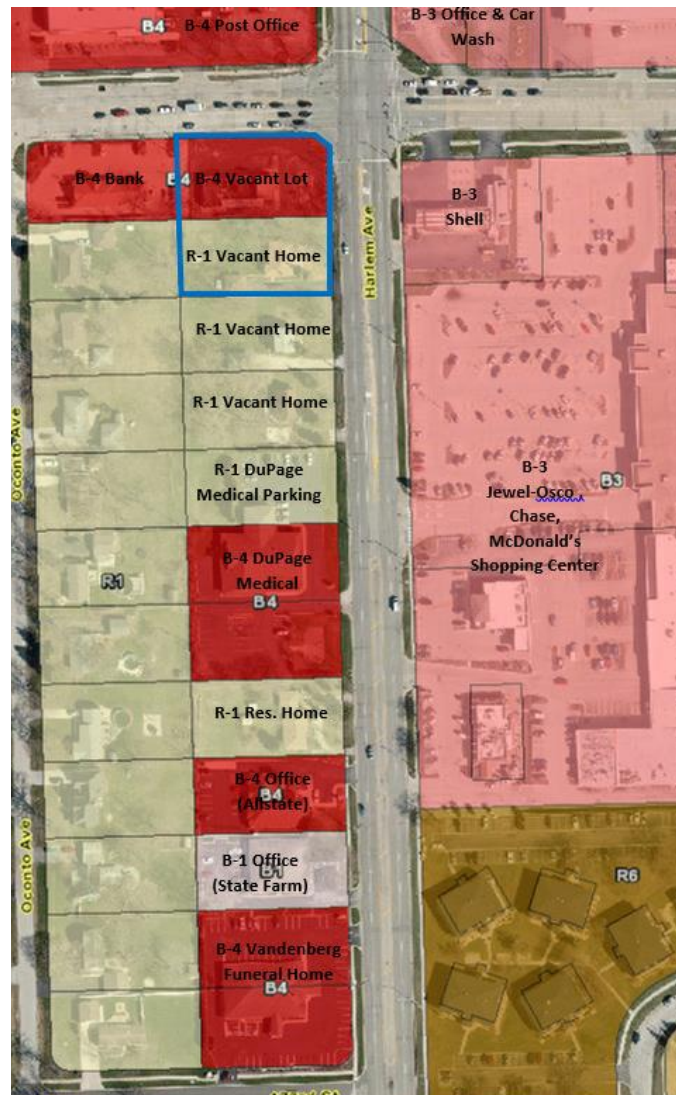 B4 B-4 Post Office
B-3 Office & Car
Wash
B-4 Bank
B4
B-4 Vacant Lot
B-3
Shell
R-1 Vacant Home
Harlem Ave
R-1 Vacant Home
R-1 Vacant Home
Oconto Ave
R-1 DuPage
Medical Parking
B-3
Jewel-Osco ,
Chase,
McDonald's
Shopping Center
B3
B-4 DuPage
Medical
B4
R1
R-1 Res. Home
B-4 Office
(Allstate)
B4
B-1 Office
(State Farm)
B1
Oconto Ave
R6
B-4 Vandenberg
Funeral Home
B4